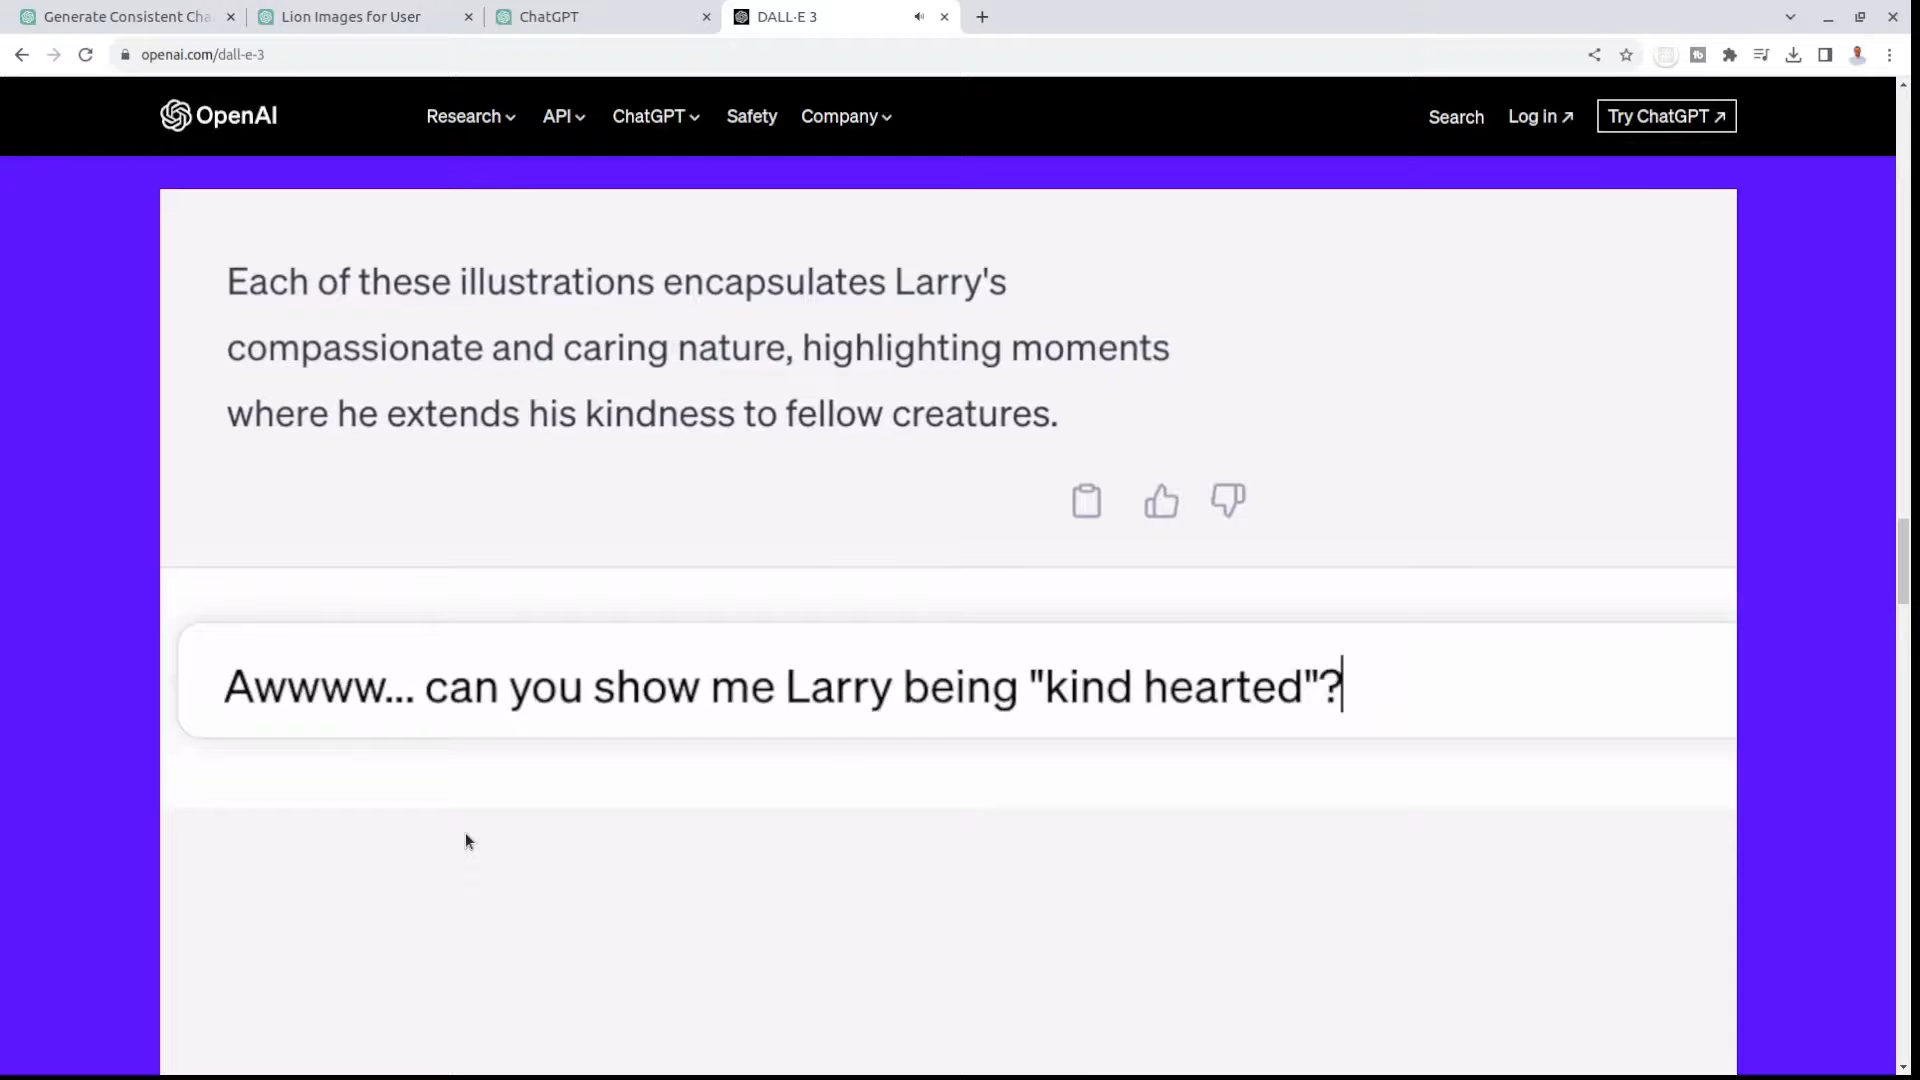 Generate Consistent Cha
Lion Images for User
ChatGPT
DALL·E 3
openai.com/dall-e-3
OpenAI
Research
API
ChatGPT
Safety
Company
Search
Log in ↗
Try ChatGPT ↗
Each of these illustrations encapsulates Larry's
compassionate and caring nature, highlighting moments
where he extends his kindness to fellow creatures.
Awwww... can you show me Larry being "kind hearted"?